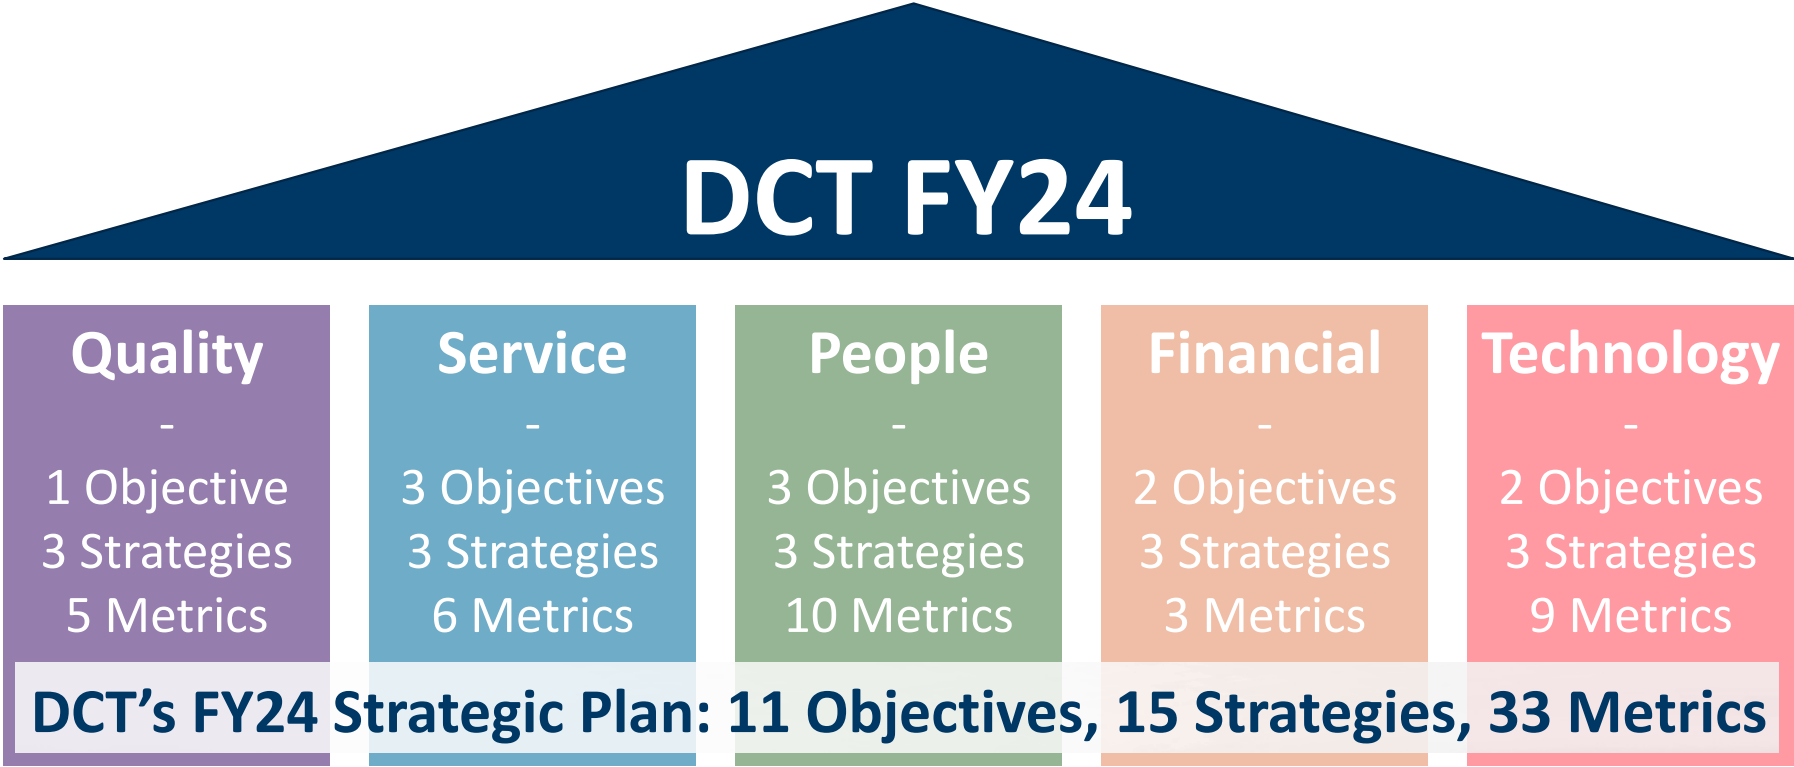 DCT FY24
Quality
-
1 Objective
3 Strategies
5 Metrics
Service
-
3 Objectives
3 Strategies
6 Metrics
People
-
3 Objectives
3 Strategies
10 Metrics
Financial
-
2 Objectives
3 Strategies
3 Metrics
Technology
-
2 Objectives
3 Strategies
9 Metrics
DCT’s FY24 Strategic Plan: 11 Objectives, 15 Strategies, 33 Metrics